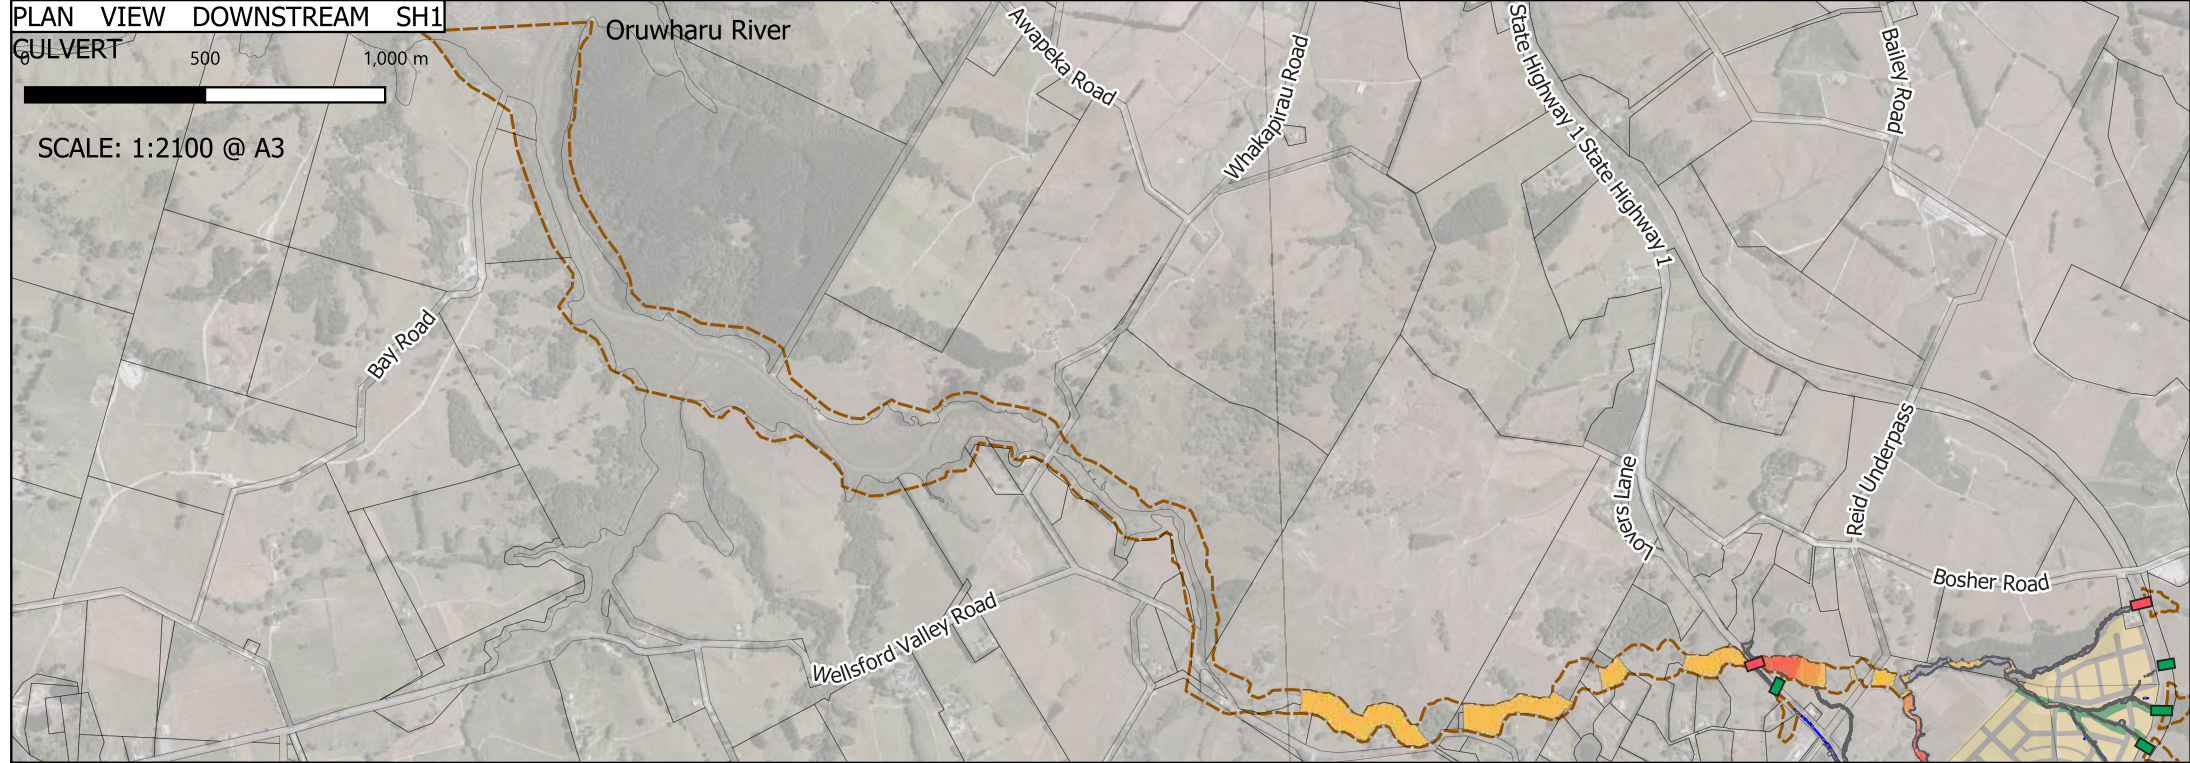 PLAN VIEW DOWNSTREAM SH1
CULVERT
0 500 1,000 m
SCALE: 1:2100 @ A3
Oruwharu River
Awapeka Road
Whakapirau Road
State Highway 1 State Highway 1
Bailey Road
Bay Road
Reid Underpass
Lovers Lane
Bosher Road
Wellsford Valley Road